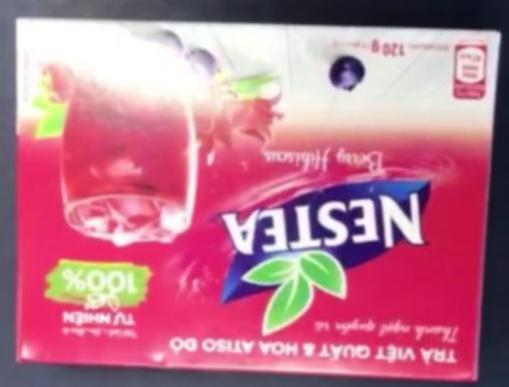 TRÀ VIỆT QUẤT & HOA ATISO ĐỎ
Thanh ngọt quyến rũ
NESTEA
Berry Hibiscus
TỰ NHIÊN
100%
120 g